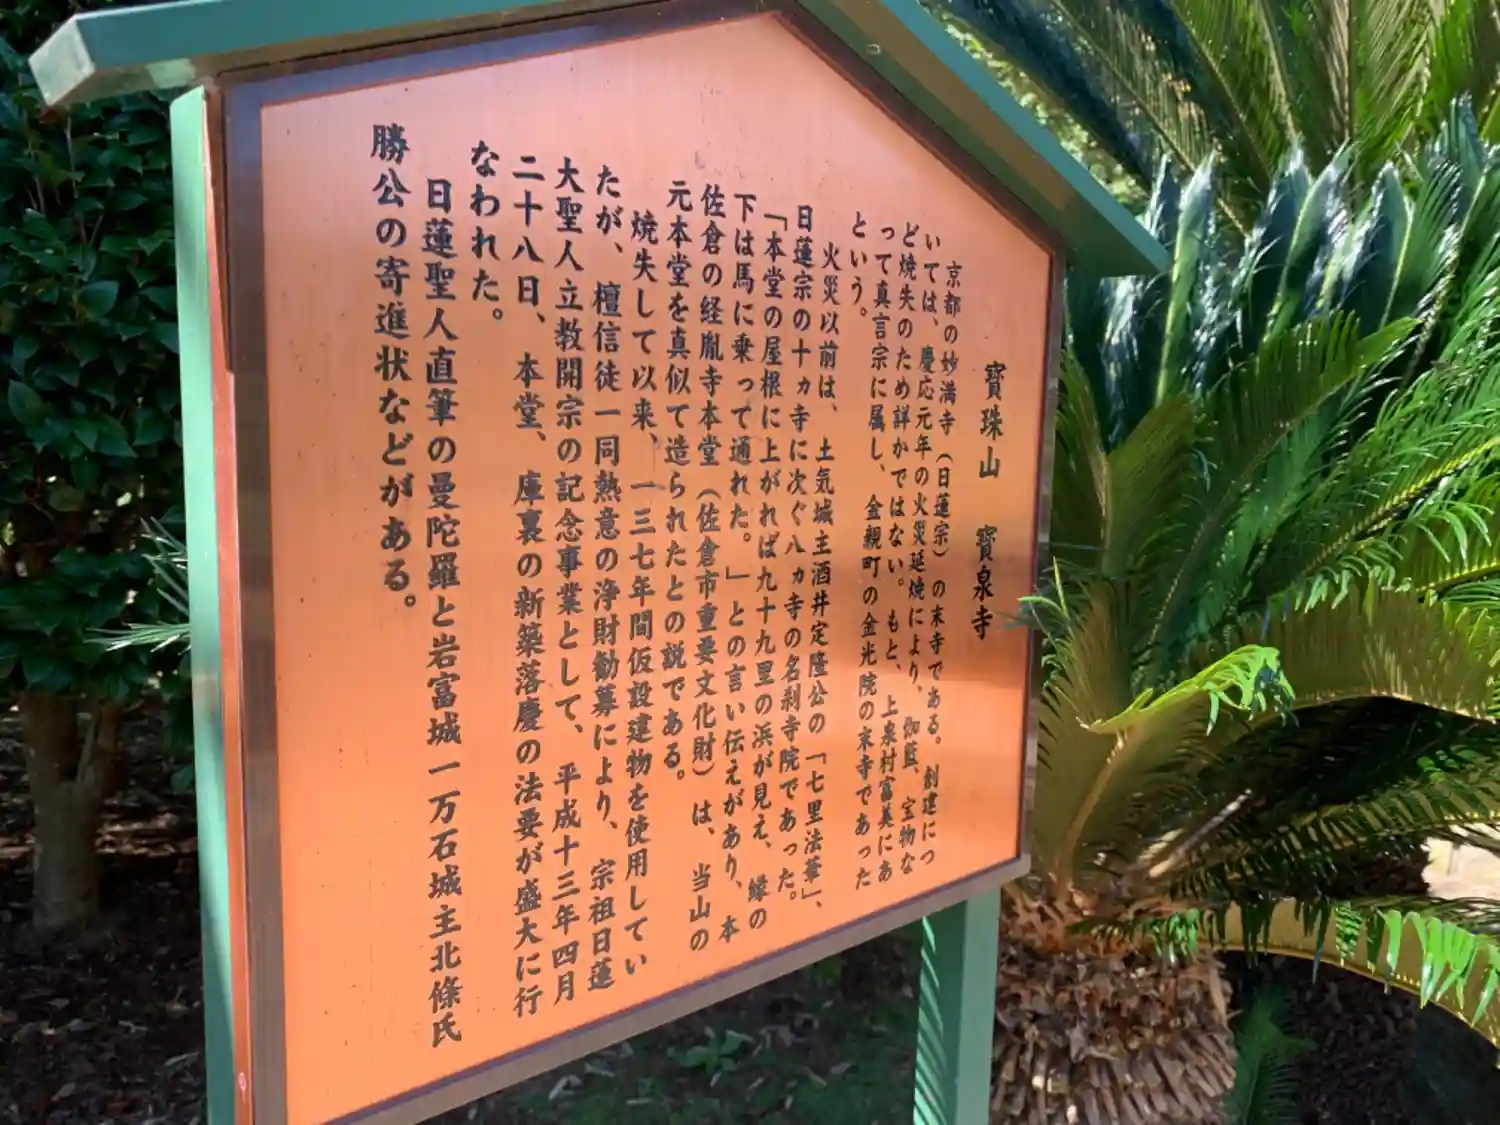 寳珠山　寳泉寺
京都の妙満寺（日蓮宗）の末寺である。創建につ
いては、慶応元年の火災延焼により、伽藍、宝物な
ど焼失のため詳かではない。もと、上泉村富美にあ
って真言宗に属し、金親町の金光院の末寺であった
という。
火災以前は、土気城主酒井定隆公の「七里法華」、
日蓮宗の十ヵ寺に次ぐ八ヵ寺の名刹寺院であった。
「本堂の屋根に上がれば九十九里の浜が見え、縁の
下は馬に乗って通れた。」との言い伝えがあり、本
佐倉の経胤寺本堂（佐倉市重要文化財）は、当山の
元本堂を真似て造られたとの説である。
焼失して以来、一三七年間仮設建物を使用してい
たが、檀信徒一同熱意の浄財勧募により、宗祖日蓮
大聖人立教開宗の記念事業として、平成十三年四月
二十八日、本堂、庫裏の新築落慶の法要が盛大に行
なわれた。
日蓮聖人直筆の曼陀羅と岩富城一万石城主北條氏
勝公の寄進状などがある。